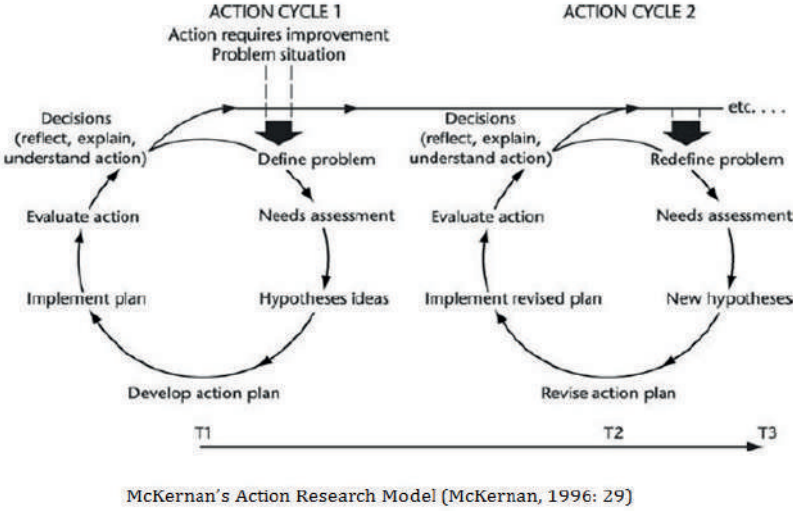 ACTION CYCLE 1
Action requires improvement
Problem situation
Decisions
(reflect, explain,
understand action)
Define problem
Evaluate action
Needs assessment
Implement plan
Hypotheses ideas
Develop action plan
ACTION CYCLE 2
etc. . . .
Decisions
(reflect, explain,
understand action)
Redefine problem
Evaluate action
Needs assessment
Implement revised plan
New hypotheses
Revise action plan
T1
T2
T3
McKernan's Action Research Model (McKernan, 1996: 29)